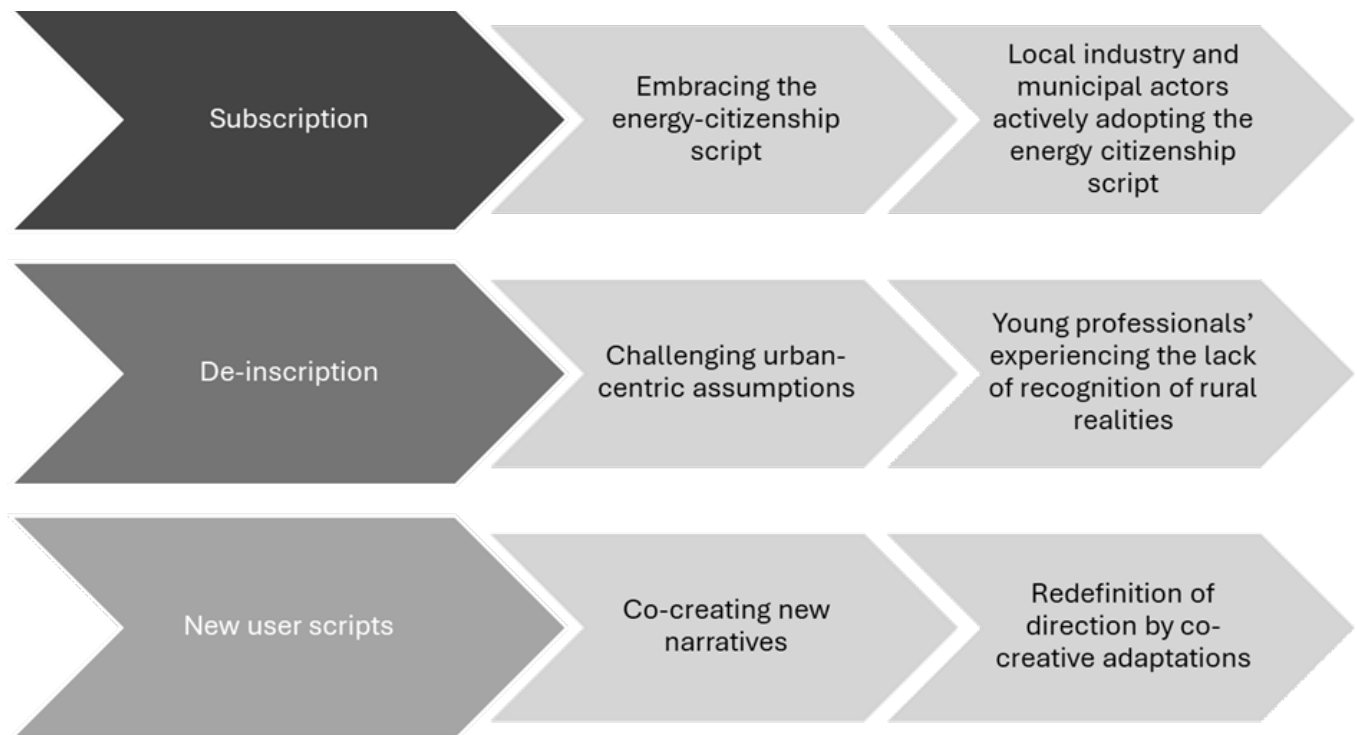 Subscription
Embracing the
energy-citizenship
script
Local industry and
municipal actors
actively adopting the
energy citizenship
script
De-inscription
Challenging urban-
centric assumptions
Young professionals’
experiencing the lack
of recognition of rural
realities
New user scripts
Co-creating new
narratives
Redefinition of
direction by co-
creative adaptations